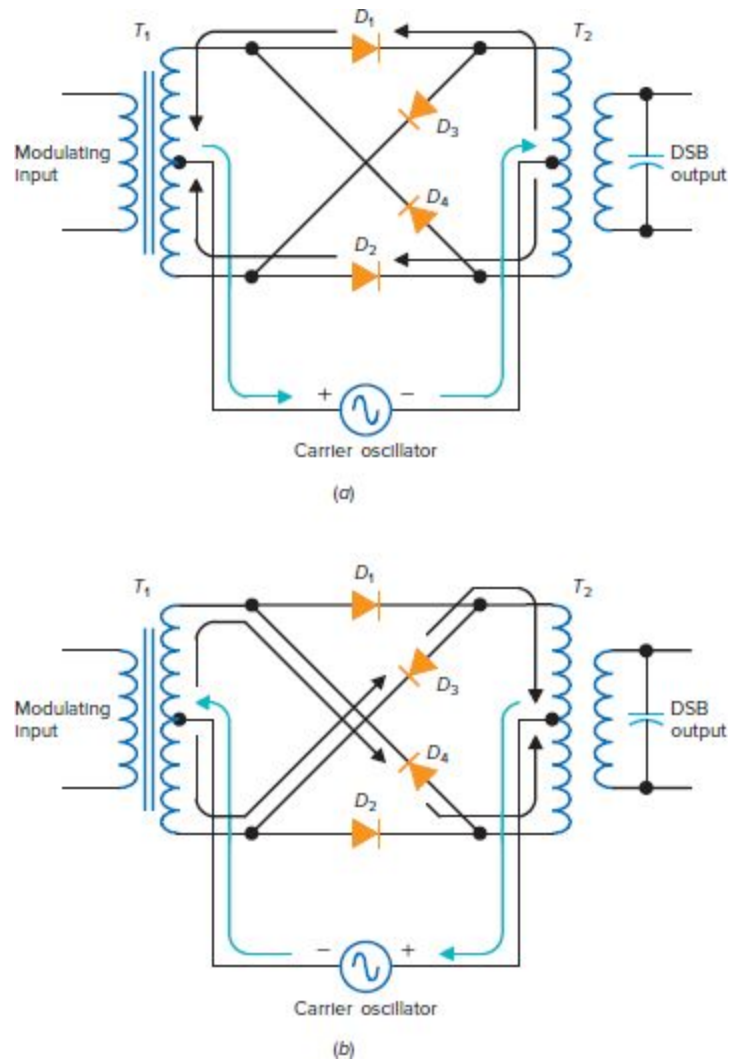 D1
T1
T2
D3
Modulating
input
DSB
output
D4
D2
+
−
Carrier oscillator
(a)
D1
T1
T2
D3
Modulating
input
DSB
output
D4
D2
−
+
Carrier oscillator
(b)